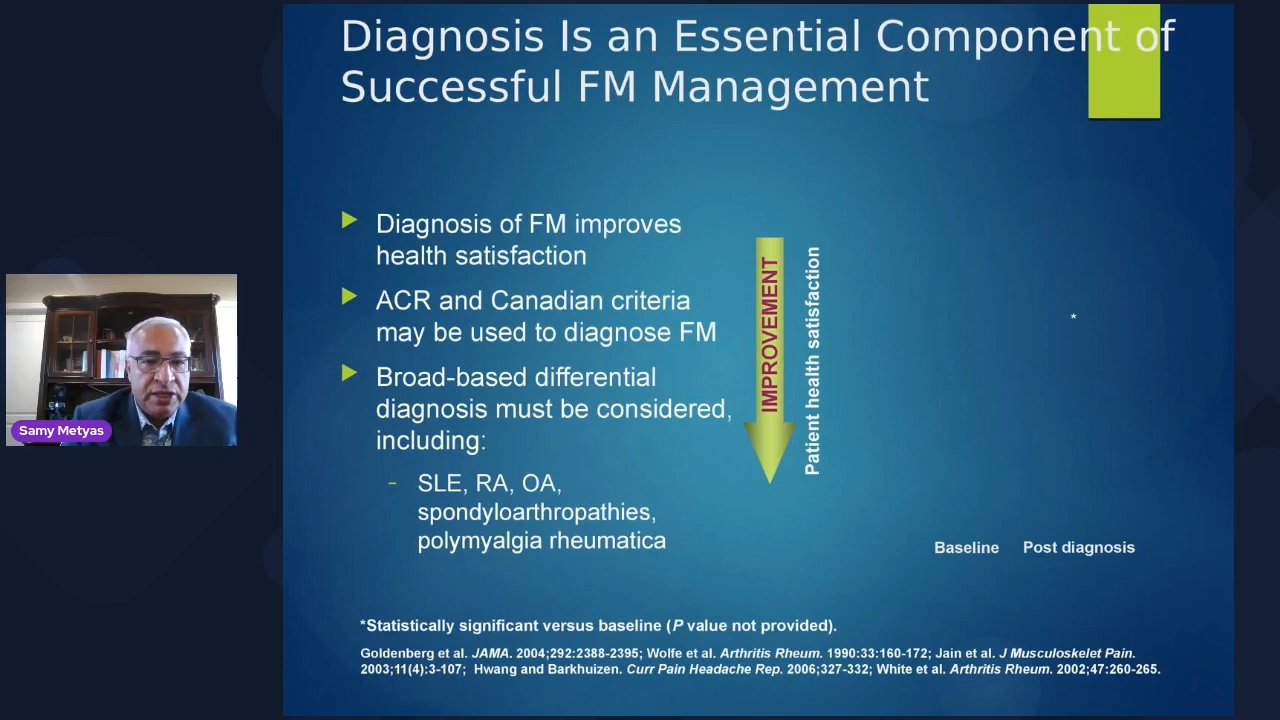 Diagnosis Is an Essential Component of
Successful FM Management
Diagnosis of FM improves
health satisfaction
ACR and Canadian criteria
may be used to diagnose FM
Broad-based differential
diagnosis must be considered,
including:
- SLE, RA, OA,
spondyloarthropathies,
polymyalgia rheumatica
IMPROVEMENT
Patient health satisfaction
*
Baseline Post diagnosis
*Statistically significant versus baseline (P value not provided).
Goldenberg et al. JAMA. 2004;292:2388-2395; Wolfe et al. Arthritis Rheum. 1990:33:160-172; Jain et al. J Musculoskelet Pain.
2003;11(4):3-107; Hwang and Barkhuizen. Curr Pain Headache Rep. 2006;327-332; White et al. Arthritis Rheum. 2002;47:260-265.
Samy Metyas